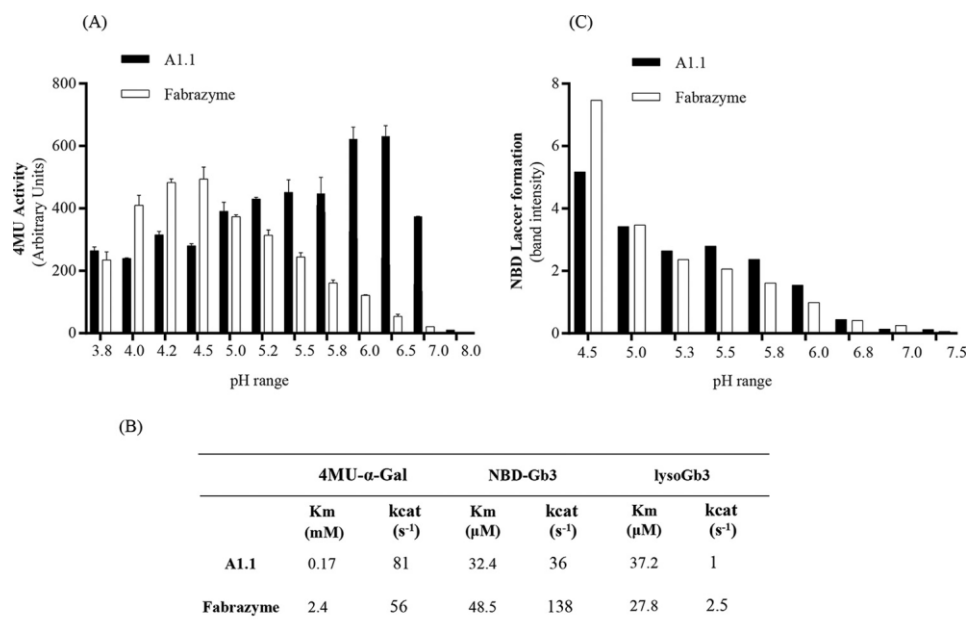 (A)
A1.1
Fabrazyme
800
600
400
200
0
4MU Activity
(Arbitrary Units)
3.8 4.0 4.2 4.5 5.0 5.2 5.5 5.8 6.0 6.5 7.0 8.0
pH range
(C)
A1.1
Fabrazyme
8
6
4
2
0
NBD Laccer formation
(band intensity)
4.5 5.0 5.3 5.5 5.8 6.0 6.8 7.0 7.5
pH range
(B)
4MU-α-Gal NBD-Gb3 lysoGb3
Km kcat Km kcat Km kcat
(mM) (s⁻¹) (μM) (s⁻¹) (μM) (s⁻¹)
A1.1 0.17 81 32.4 36 37.2 1
Fabrazyme 2.4 56 48.5 138 27.8 2.5